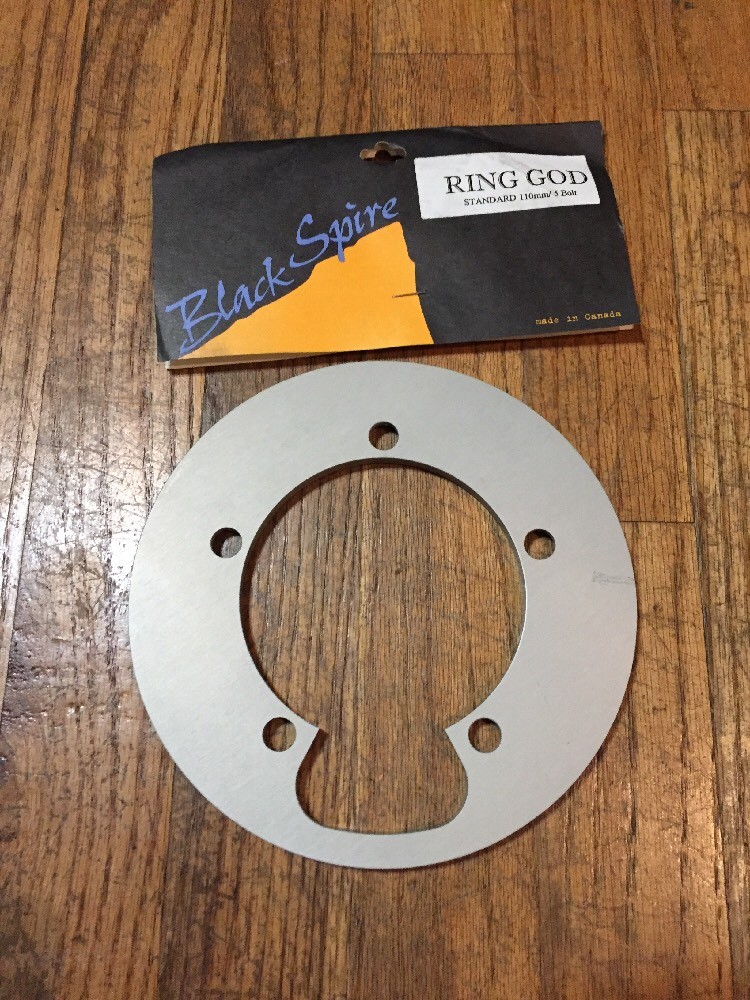 RING GOD
STANDARD 110mm/ 5 Bolt
Black Spire
made in Canada